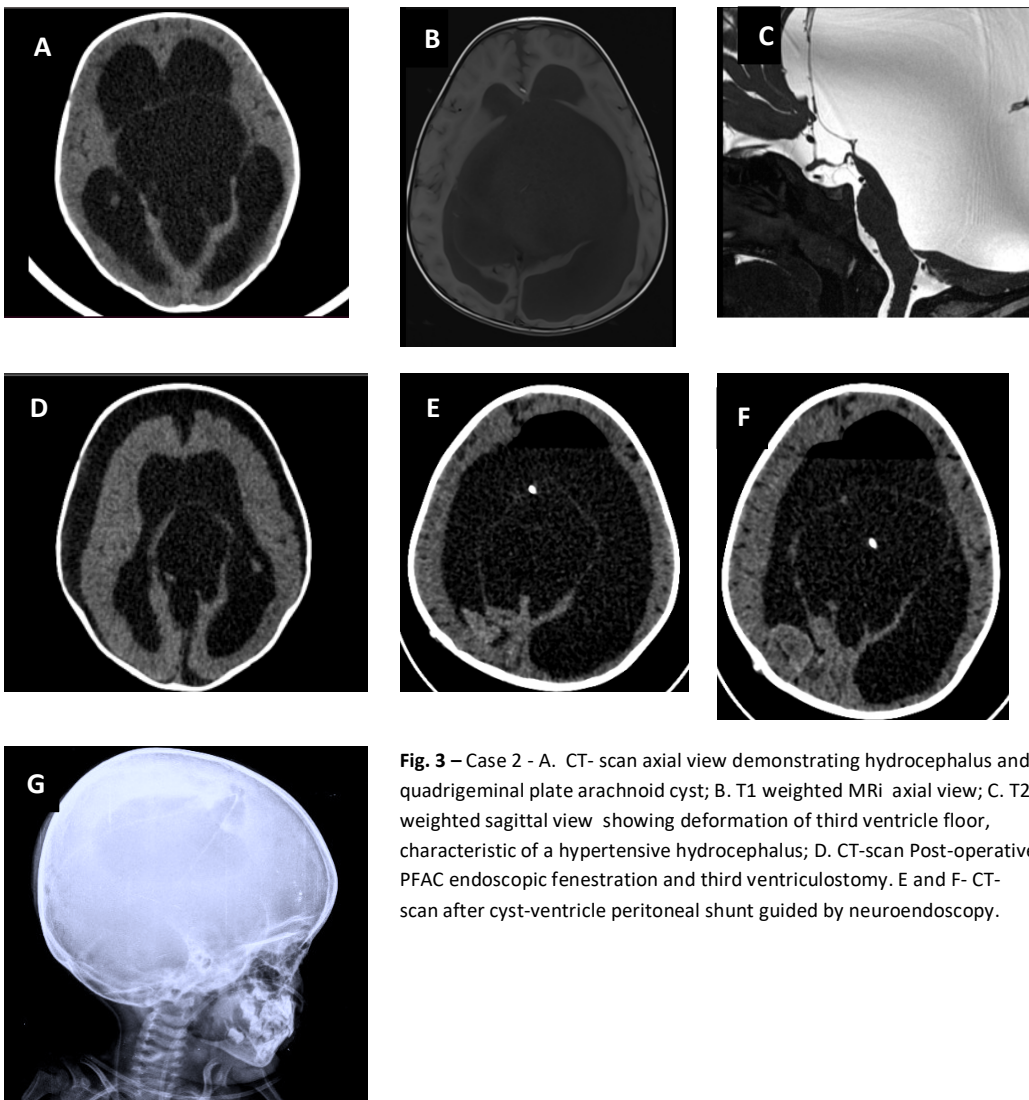 A
B
C
D
E
F
Fig. 3 – Case 2 - A. CT- scan axial view demonstrating hydrocephalus and
quadrigeminal plate arachnoid cyst; B. T1 weighted MRi axial view; C. T2
weighted sagittal view showing deformation of third ventricle floor,
characteristic of a hypertensive hydrocephalus; D. CT-scan Post-operative
PFAC endoscopic fenestration and third ventriculostomy. E and F- CT-
scan after cyst-ventricle peritoneal shunt guided by neuroendoscopy.
G